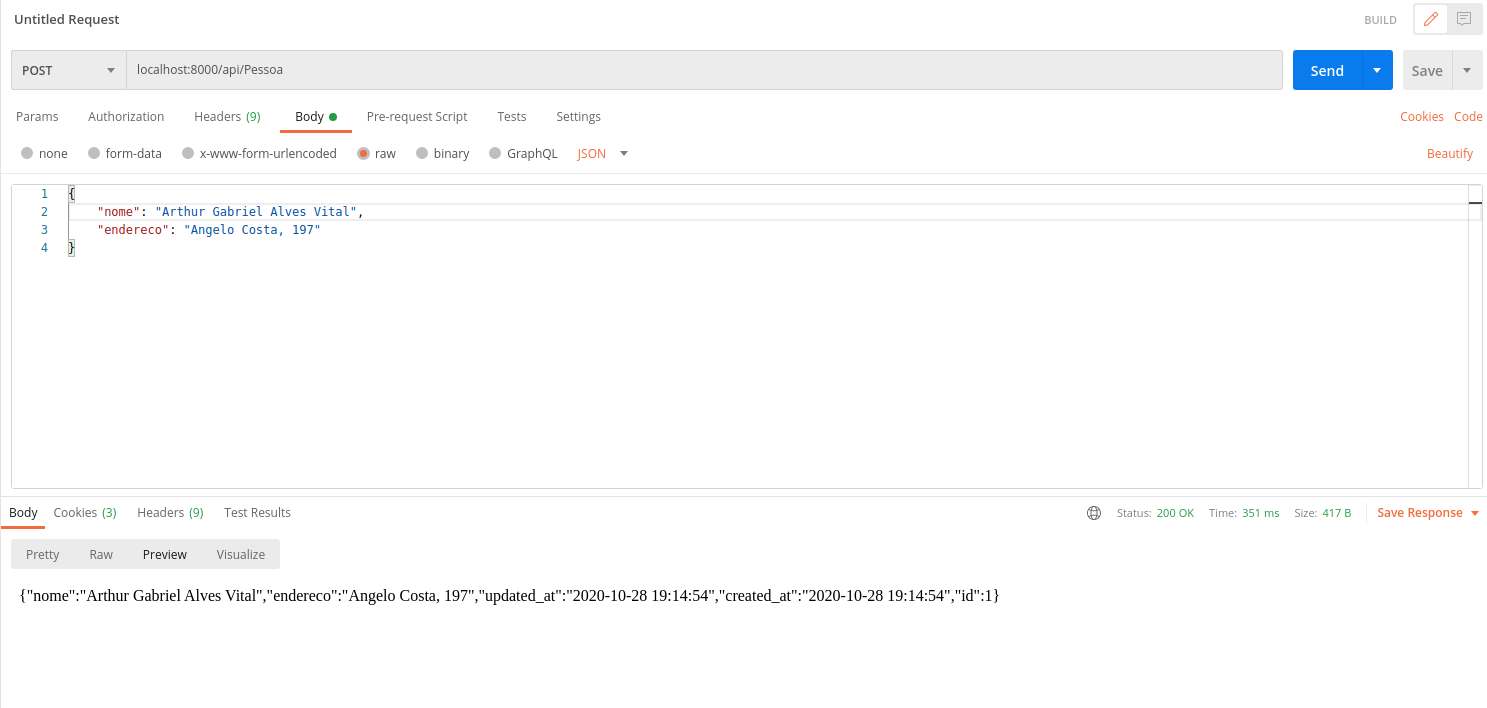 Untitled Request
BUILD
POST
localhost:8000/api/Pessoa
Send
Save
Params Authorization Headers (9) Body Pre-request Script Tests Settings
Cookies Code
none form-data x-www-form-urlencoded raw binary GraphQL JSON
Beautify
1 {
2 "nome": "Arthur Gabriel Alves Vital",
3 "endereco": "Angelo Costa, 197"
4 }
Body Cookies (3) Headers (9) Test Results
Status: 200 OK Time: 351 ms Size: 417 B
Save Response
Pretty Raw Preview Visualize
{"nome":"Arthur Gabriel Alves Vital","endereco":"Angelo Costa, 197","updated_at":"2020-10-28 19:14:54","created_at":"2020-10-28 19:14:54","id":1}